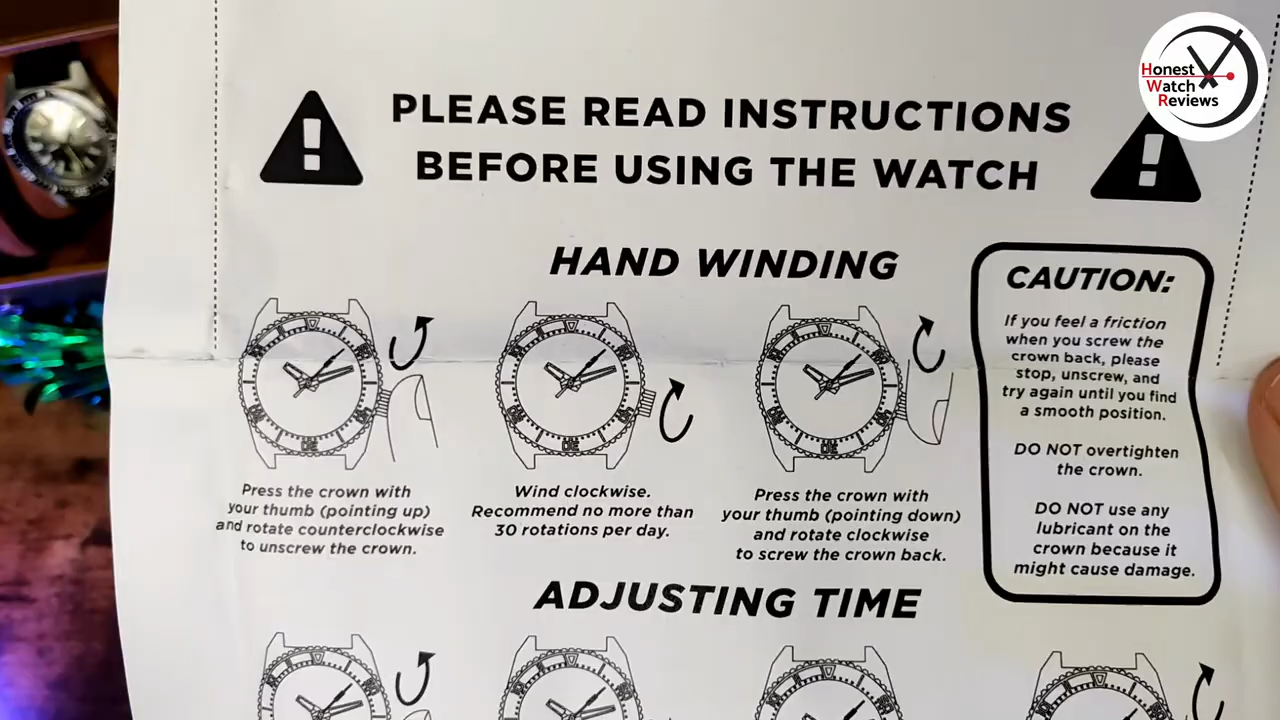 Honest
Watch
Reviews
PLEASE READ INSTRUCTIONS
BEFORE USING THE WATCH
HAND WINDING
Press the crown with
your thumb (pointing up)
and rotate counterclockwise
to unscrew the crown.
Wind clockwise.
Recommend no more than
30 rotations per day.
Press the crown with
your thumb (pointing down)
and rotate clockwise
to screw the crown back.
CAUTION:
If you feel a friction
when you screw the
crown back, please
stop, unscrew, and
try again until you find
a smooth position.
DO NOT overtighten
the crown.
DO NOT use any
lubricant on the
crown because it
might cause damage.
ADJUSTING TIME